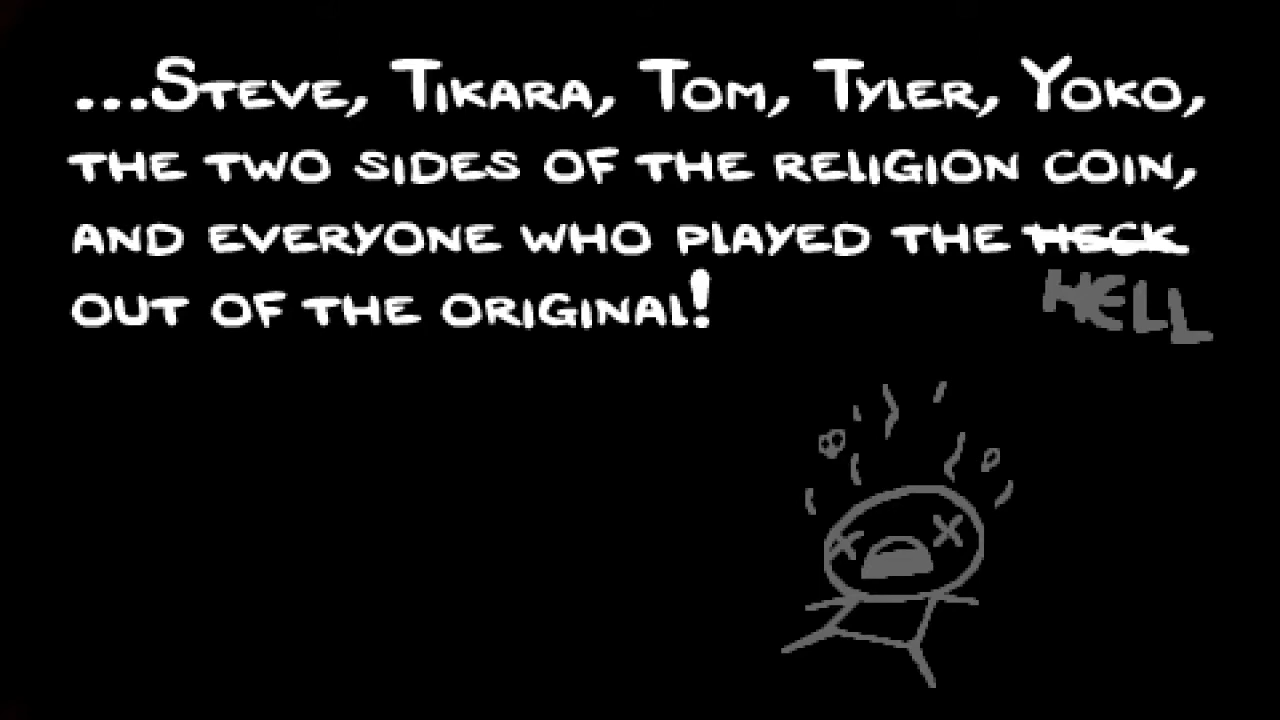 ...Steve, Tikara, Tom, Tyler, Yoko,
the two sides of the religion coin,
and everyone who played the heck
HELL
out of the original!